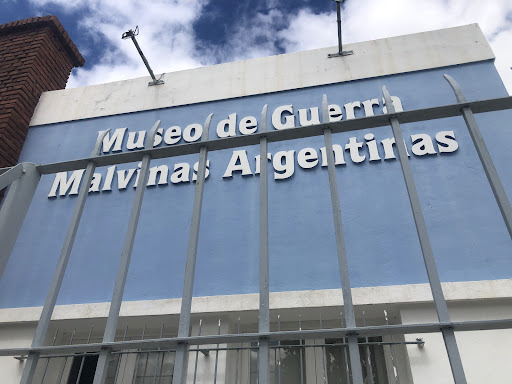 Museo de Guerra
Malvinas Argentinas